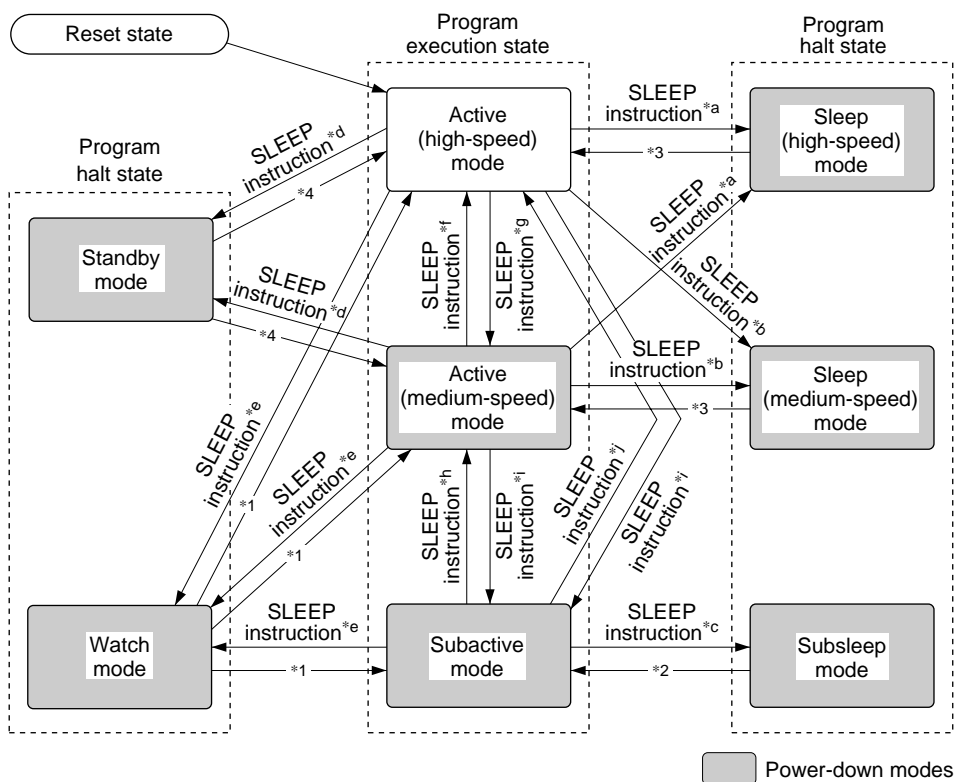 Reset state
Program
execution state
Program
halt state
Program
halt state
Active
(high-speed)
mode
SLEEP
instruction*a
*3
Sleep
(high-speed)
mode
SLEEP
instruction*d
*4
Standby
mode
SLEEP
instruction*d
*4
SLEEP
instruction*f
SLEEP
instruction*g
SLEEP
instruction*a
SLEEP
instruction*b
Active
(medium-speed)
mode
SLEEP
instruction*b
*3
Sleep
(medium-speed)
mode
SLEEP
instruction*e
*1
SLEEP
instruction*e
*1
SLEEP
instruction*h
SLEEP
instruction*i
SLEEP
instruction*j
SLEEP
instruction*i
Watch
mode
SLEEP
instruction*e
*1
Subactive
mode
SLEEP
instruction*c
*2
Subsleep
mode
Power-down modes